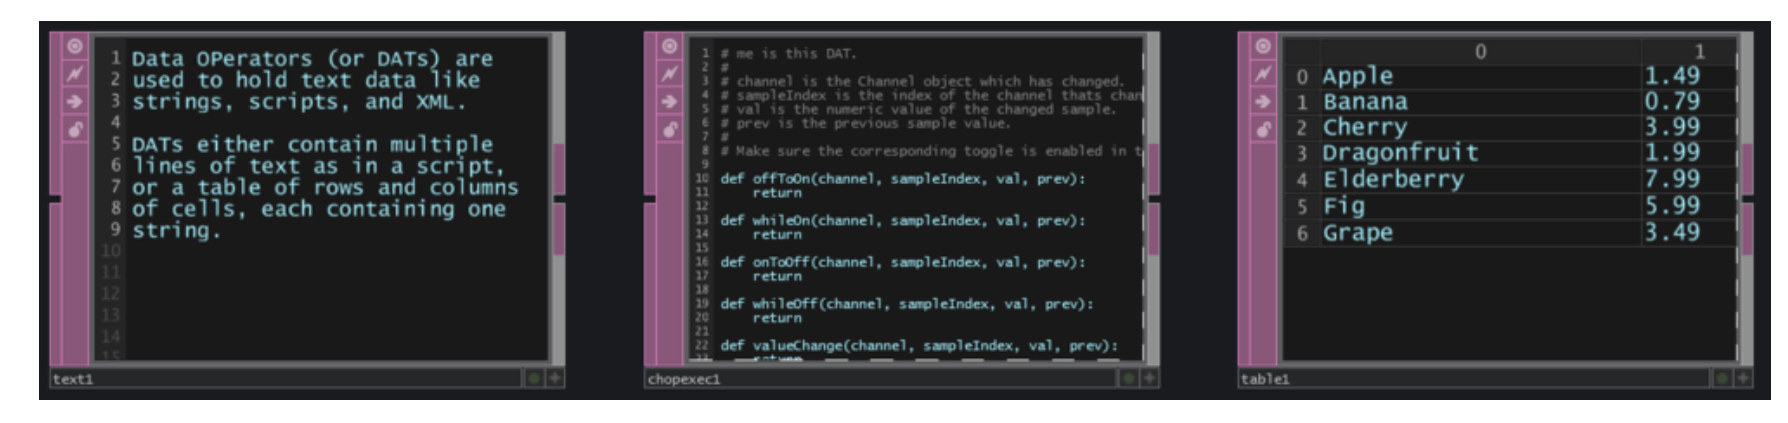 1 Data OPerators (or DATs) are
2 used to hold text data like
3 strings, scripts, and XML.
4
5 DATs either contain multiple
6 lines of text as in a script,
7 or a table of rows and columns
8 of cells, each containing one
9 string.
10
11
12
13
14
15
text1
1 # me is this DAT.
2 #
3 # channel is the Channel object which has changed.
4 # sampleIndex is the index of the channel thats chan
5 # val is the numeric value of the changed sample.
6 # prev is the previous sample value.
7 #
8 # Make sure the corresponding toggle is enabled in t
9
10 def offToOn(channel, sampleIndex, val, prev):
11 return
12
13 def whileOn(channel, sampleIndex, val, prev):
14 return
15
16 def onToOff(channel, sampleIndex, val, prev):
17 return
18
19 def whileOff(channel, sampleIndex, val, prev):
20 return
21
22 def valueChange(channel, sampleIndex, val, prev):
23 return
chopexec1
0 1
0 Apple 1.49
1 Banana 0.79
2 Cherry 3.99
3 Dragonfruit 1.99
4 Elderberry 7.99
5 Fig 5.99
6 Grape 3.49
table1